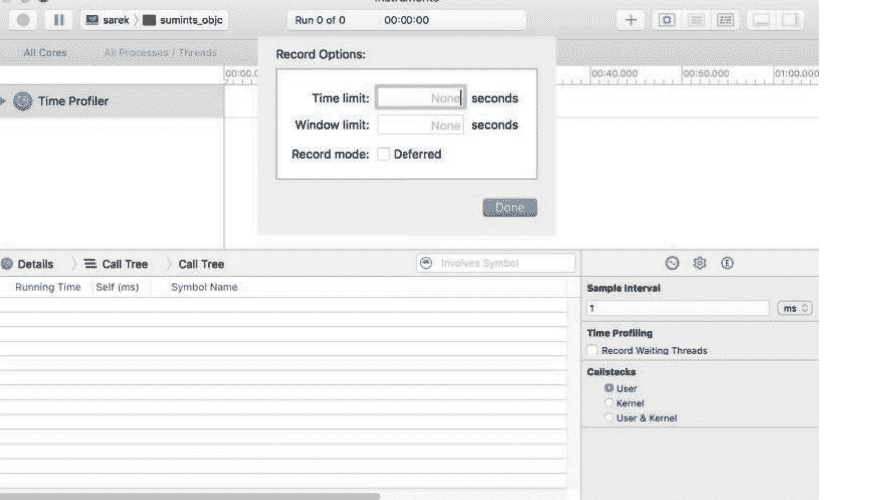 Instruments
sarek sumints_objc Run 0 of 0 00:00:00
All Cores All Processes / Threads
Record Options:
00:00.0 00:40.000 00:50.000 01:00.000
Time Profiler
Time limit: None seconds
Window limit: None seconds
Record mode: Deferred
Done
Details Call Tree Call Tree Involves Symbol
Running Time Self (ms) Symbol Name
Sample Interval
1 ms
Time Profiling
Record Waiting Threads
Callstacks
User
Kernel
User & Kernel